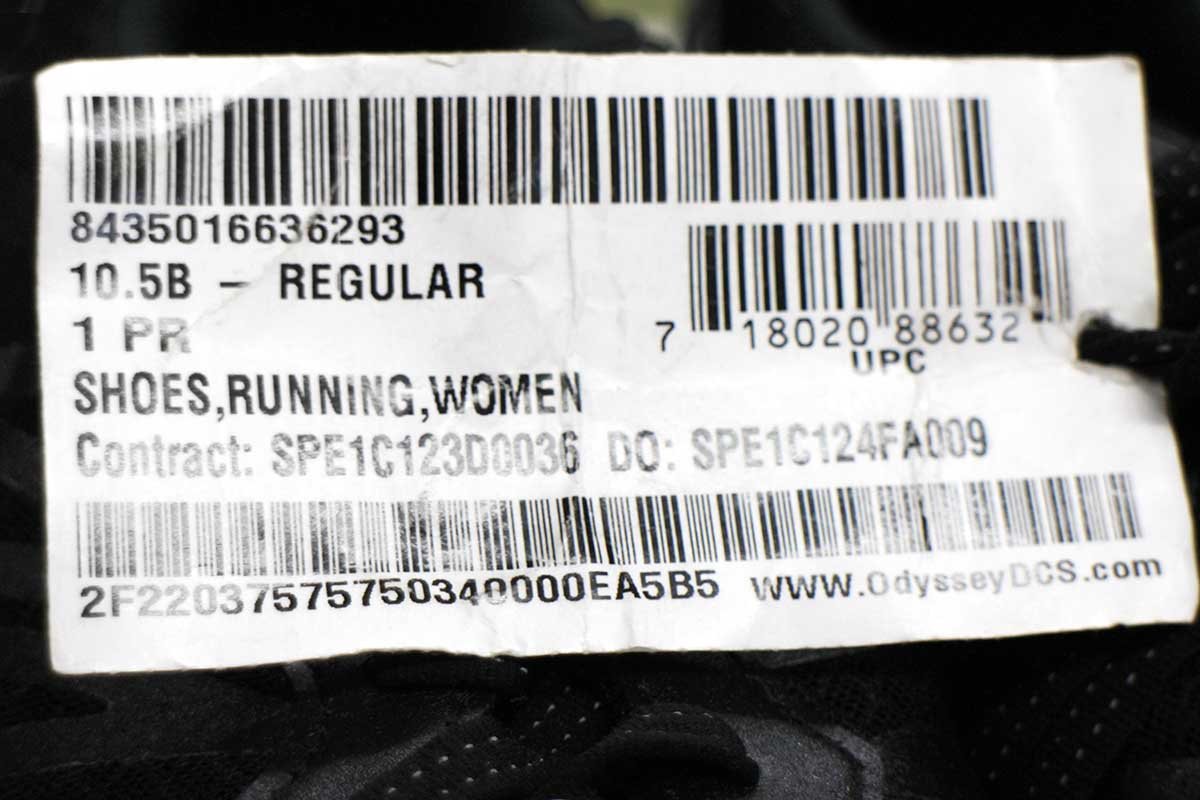 8435016636293
10.5B – REGULAR
1 PR
7 18020 88632
UPC
SHOES,RUNNING,WOMEN
Contract: SPE1C123D0036 DO: SPE1C124FA009
2F2203757575750340000EA5B5 WWW.OdysseyDCS.com